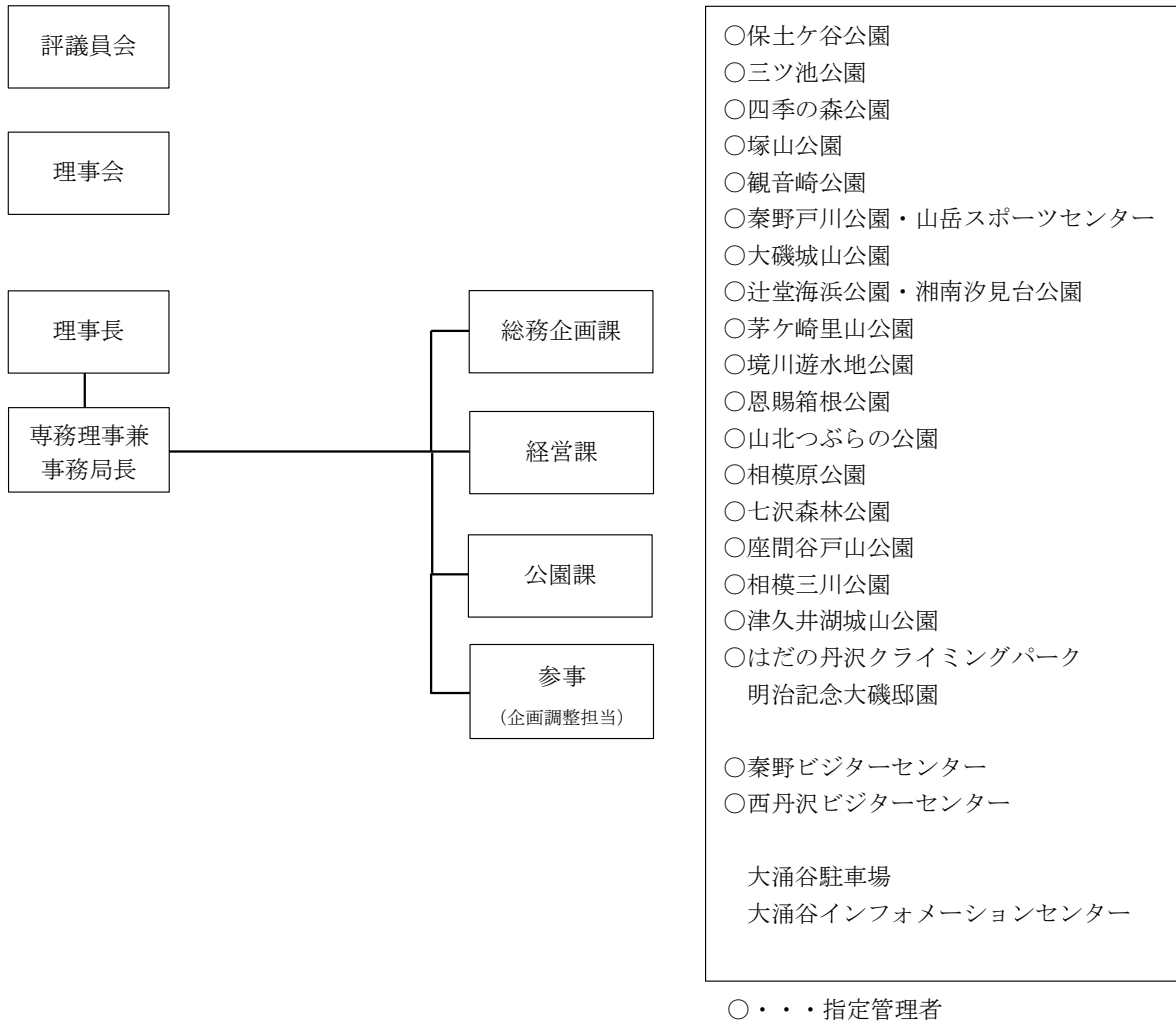 評議員会
理事会
理事長
専務理事兼
事務局長
総務企画課
経営課
公園課
参事
（企画調整担当）
○保土ケ谷公園
○三ツ池公園
○四季の森公園
○塚山公園
○観音崎公園
○秦野戸川公園・山岳スポーツセンター
○大磯城山公園
○辻堂海浜公園・湘南汐見台公園
○茅ケ崎里山公園
○境川遊水地公園
○恩賜箱根公園
○山北つぶらの公園
○相模原公園
○七沢森林公園
○座間谷戸山公園
○相模三川公園
○津久井湖城山公園
○はだの丹沢クライミングパーク
明治記念大磯邸園
○秦野ビジターセンター
○西丹沢ビジターセンター
大涌谷駐車場
大涌谷インフォメーションセンター
○・・・指定管理者